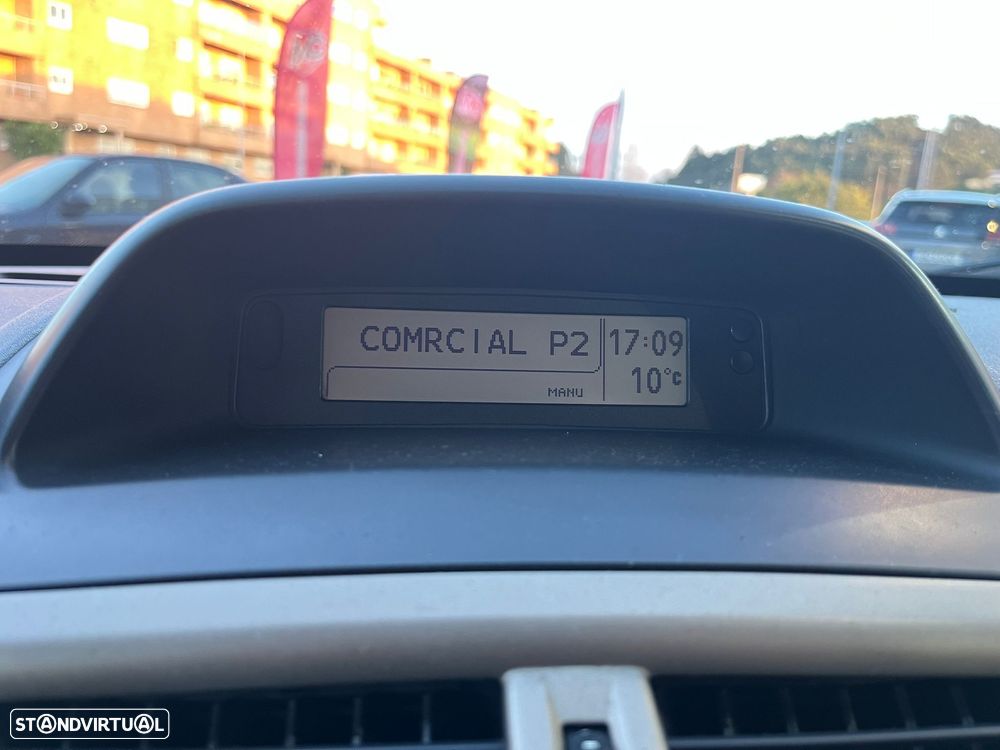 COMRCIAL P2
17:09
10°C
MANU
STANDVIRTUAL